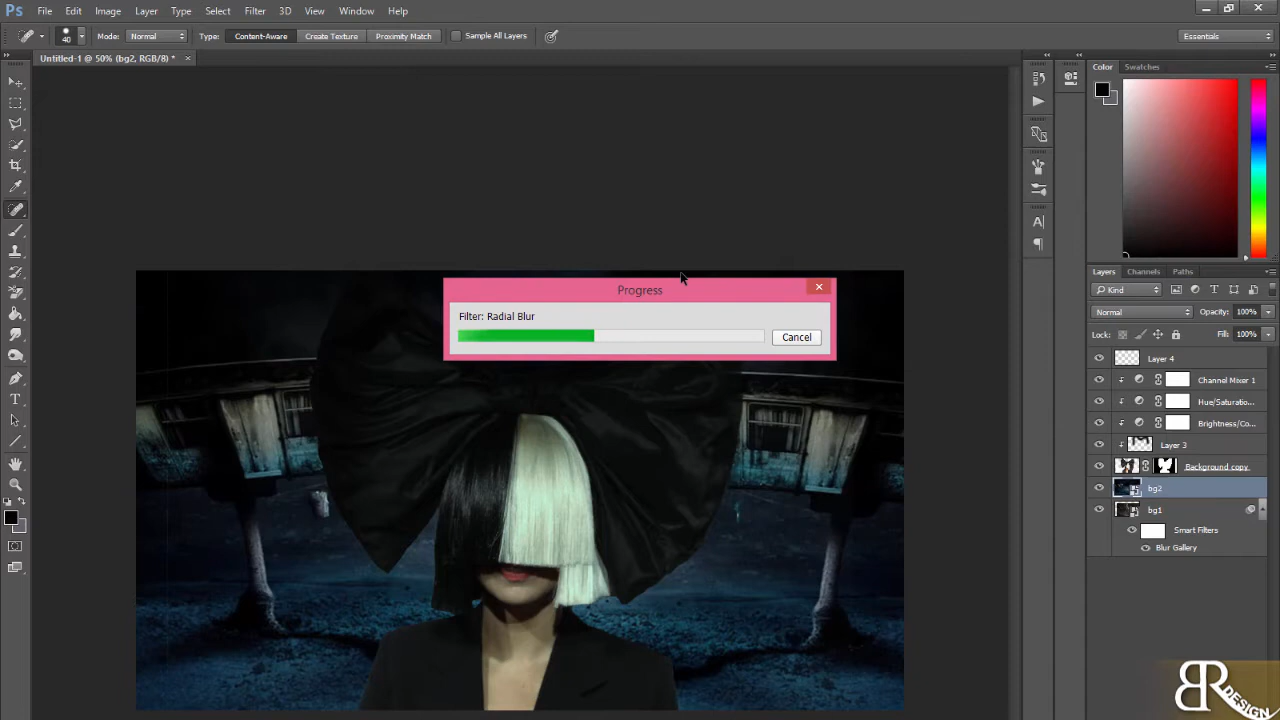 Ps File Edit Image Layer Type Select Filter 3D View Window Help
40 Mode: Normal Type: Content-Aware Create Texture Proximity Match Sample All Layers Essentials
Untitled-1 @ 50% (bg2, RGB/8) *
Color Swatches
Progress
Filter: Radial Blur
Cancel
Layers Channels Paths
Kind
Normal Opacity: 100%
Lock: Fill: 100%
Layer 4
Channel Mixer 1
Hue/Saturatio...
Brightness/Co...
Layer 3
Background copy
bg2
bg1
Smart Filters
Blur Gallery
BR
DESIGN